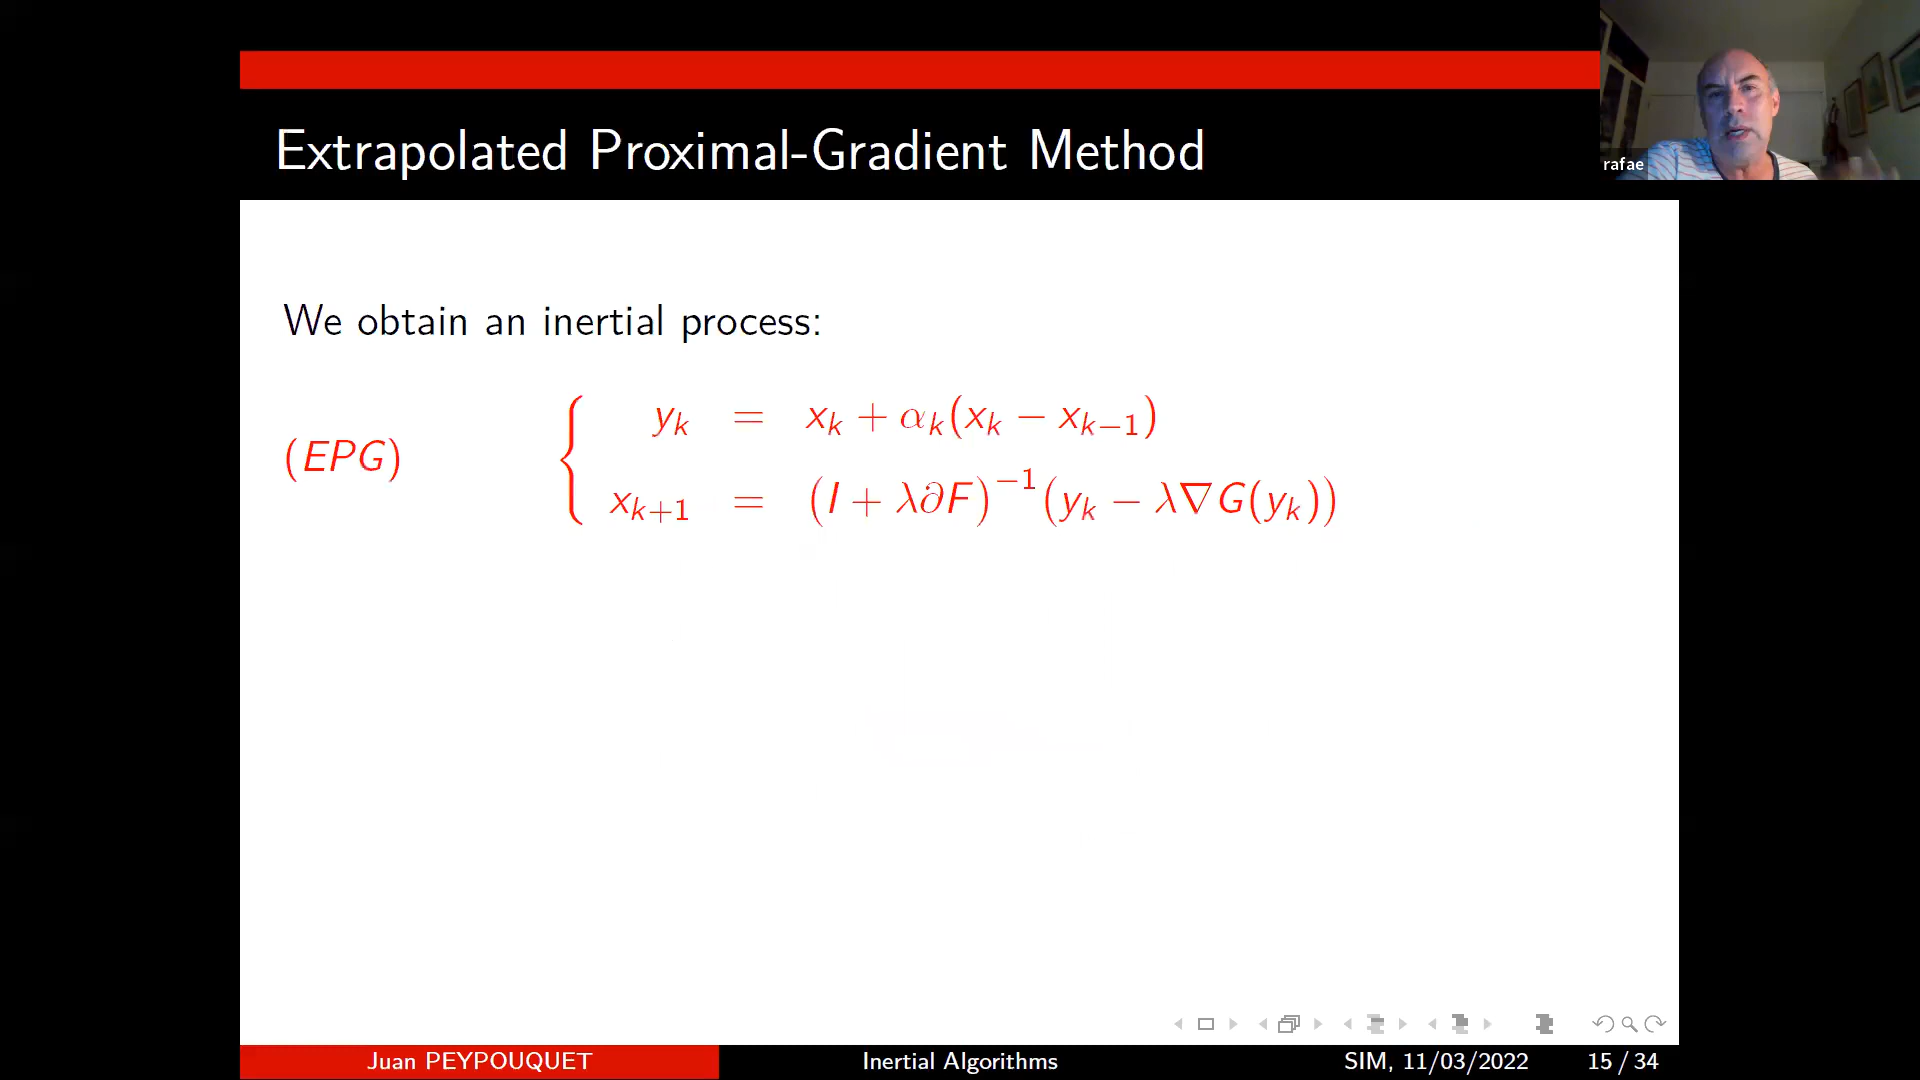 Extrapolated Proximal-Gradient Method
rafae
We obtain an inertial process:
(EPG)
y_k = x_k + α_k(x_k − x_{k−1})
x_{k+1} = (I + λ∂F)^{−1}(y_k − λ∇G(y_k))
Juan PEYPOUQUET Inertial Algorithms SIM, 11/03/2022 15 / 34